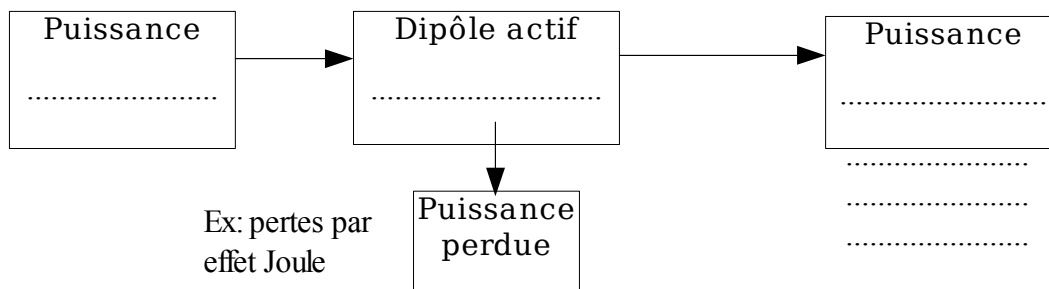 Puissance
........................
Dipôle actif
...........................
Puissance
........................
.....................
.....................
.....................
Ex: pertes par
effet Joule
Puissance
perdue